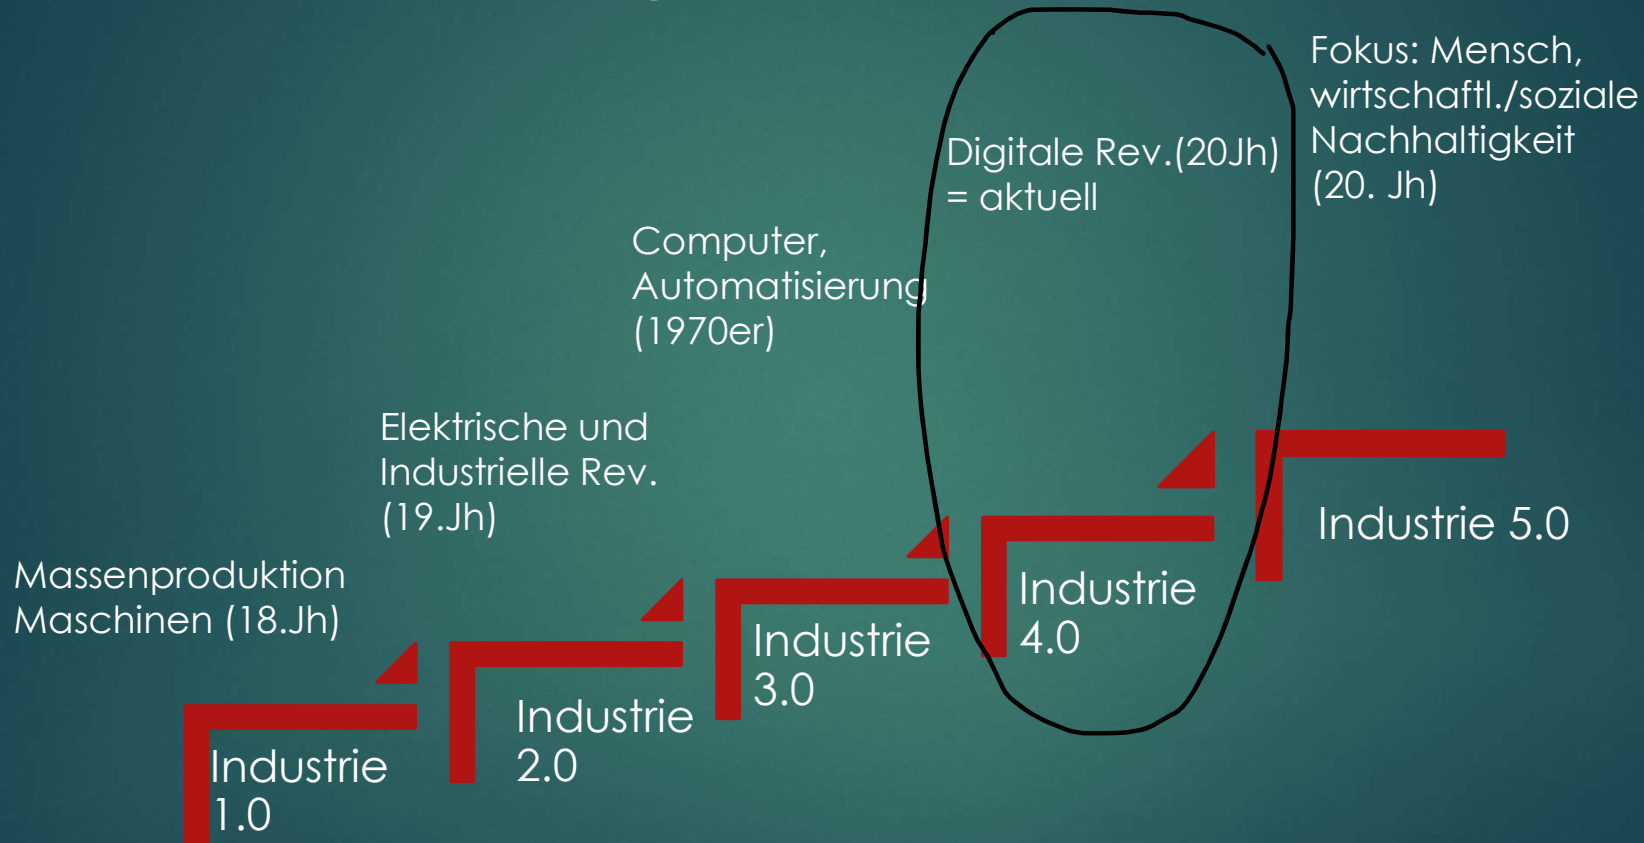 Massenproduktion
Maschinen (18.Jh)
Industrie
1.0
Elektrische und
Industrielle Rev.
(19.Jh)
Industrie
2.0
Computer,
Automatisierung
(1970er)
Industrie
3.0
Digitale Rev.(20Jh)
= aktuell
Industrie
4.0
Fokus: Mensch,
wirtschaftl./soziale
Nachhaltigkeit
(20. Jh)
Industrie 5.0